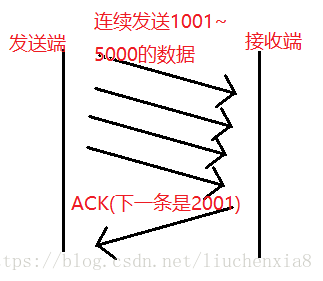 连续发送1001~
发送端
接收端
5000的数据
ACK(下一条是2001)
https://blog.csdn.net/liuchenxia8